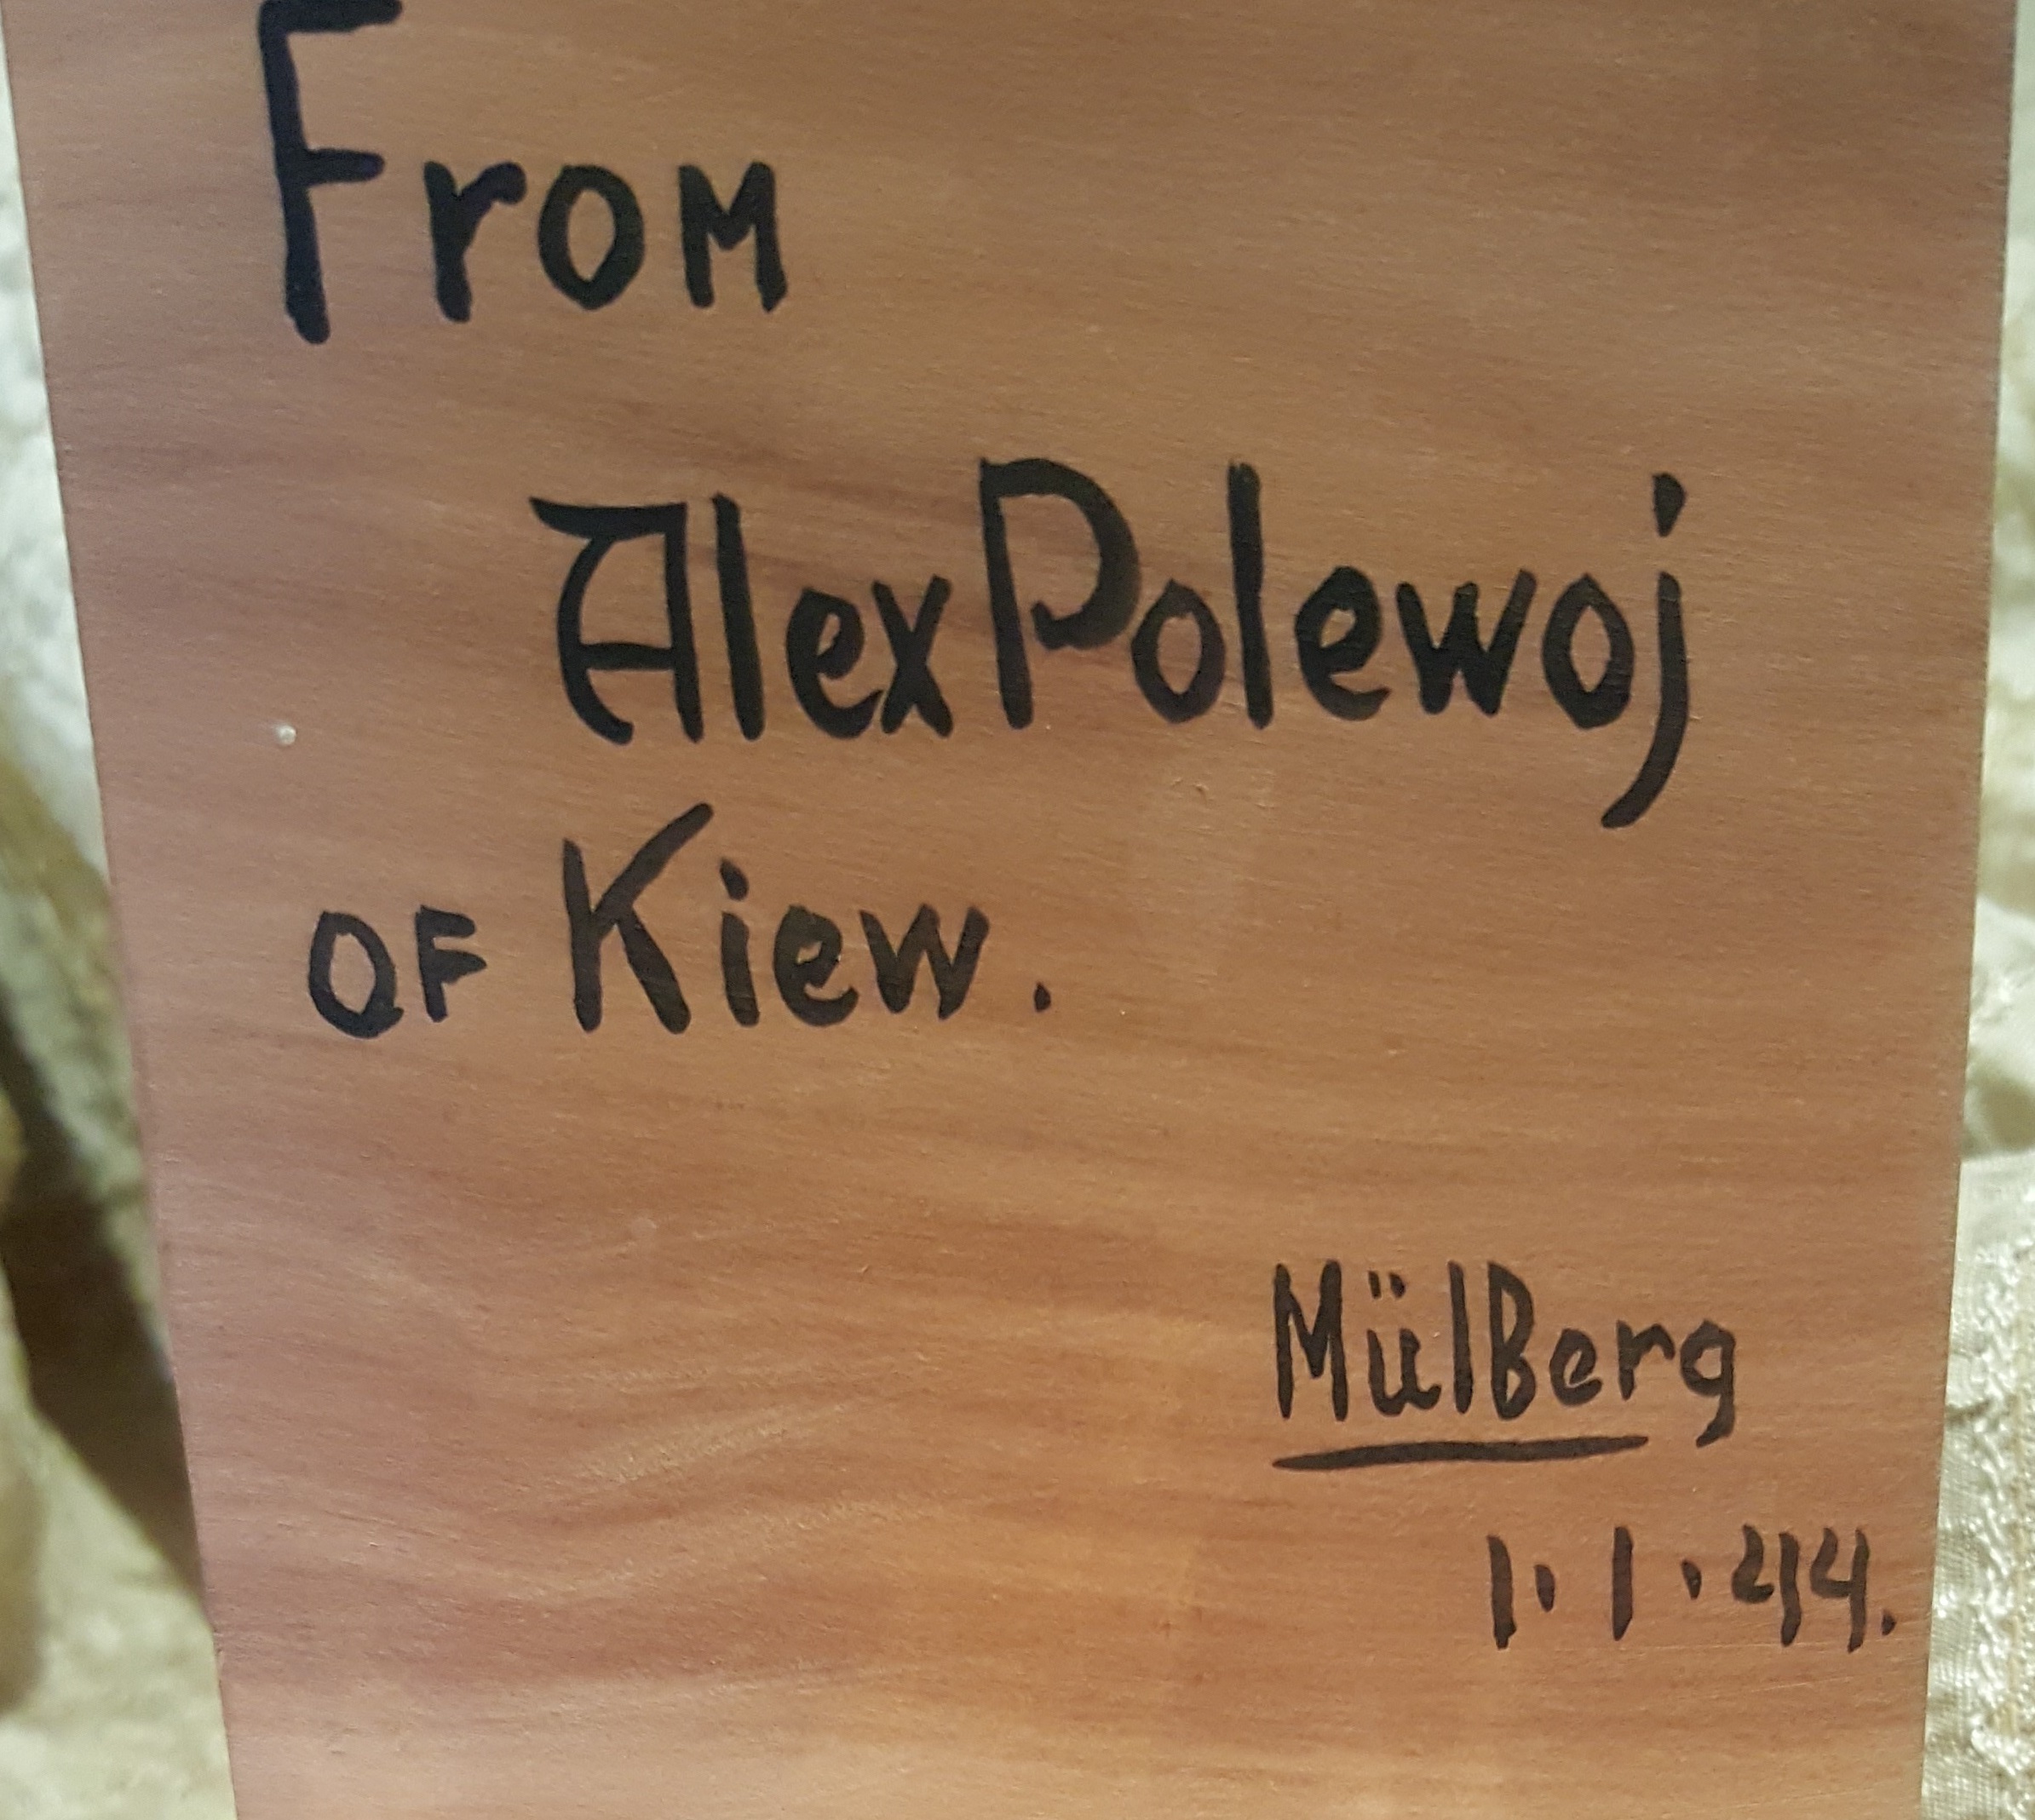 From
Alex Polewoj
OF Kiew.
MülBerg
1.1.44.